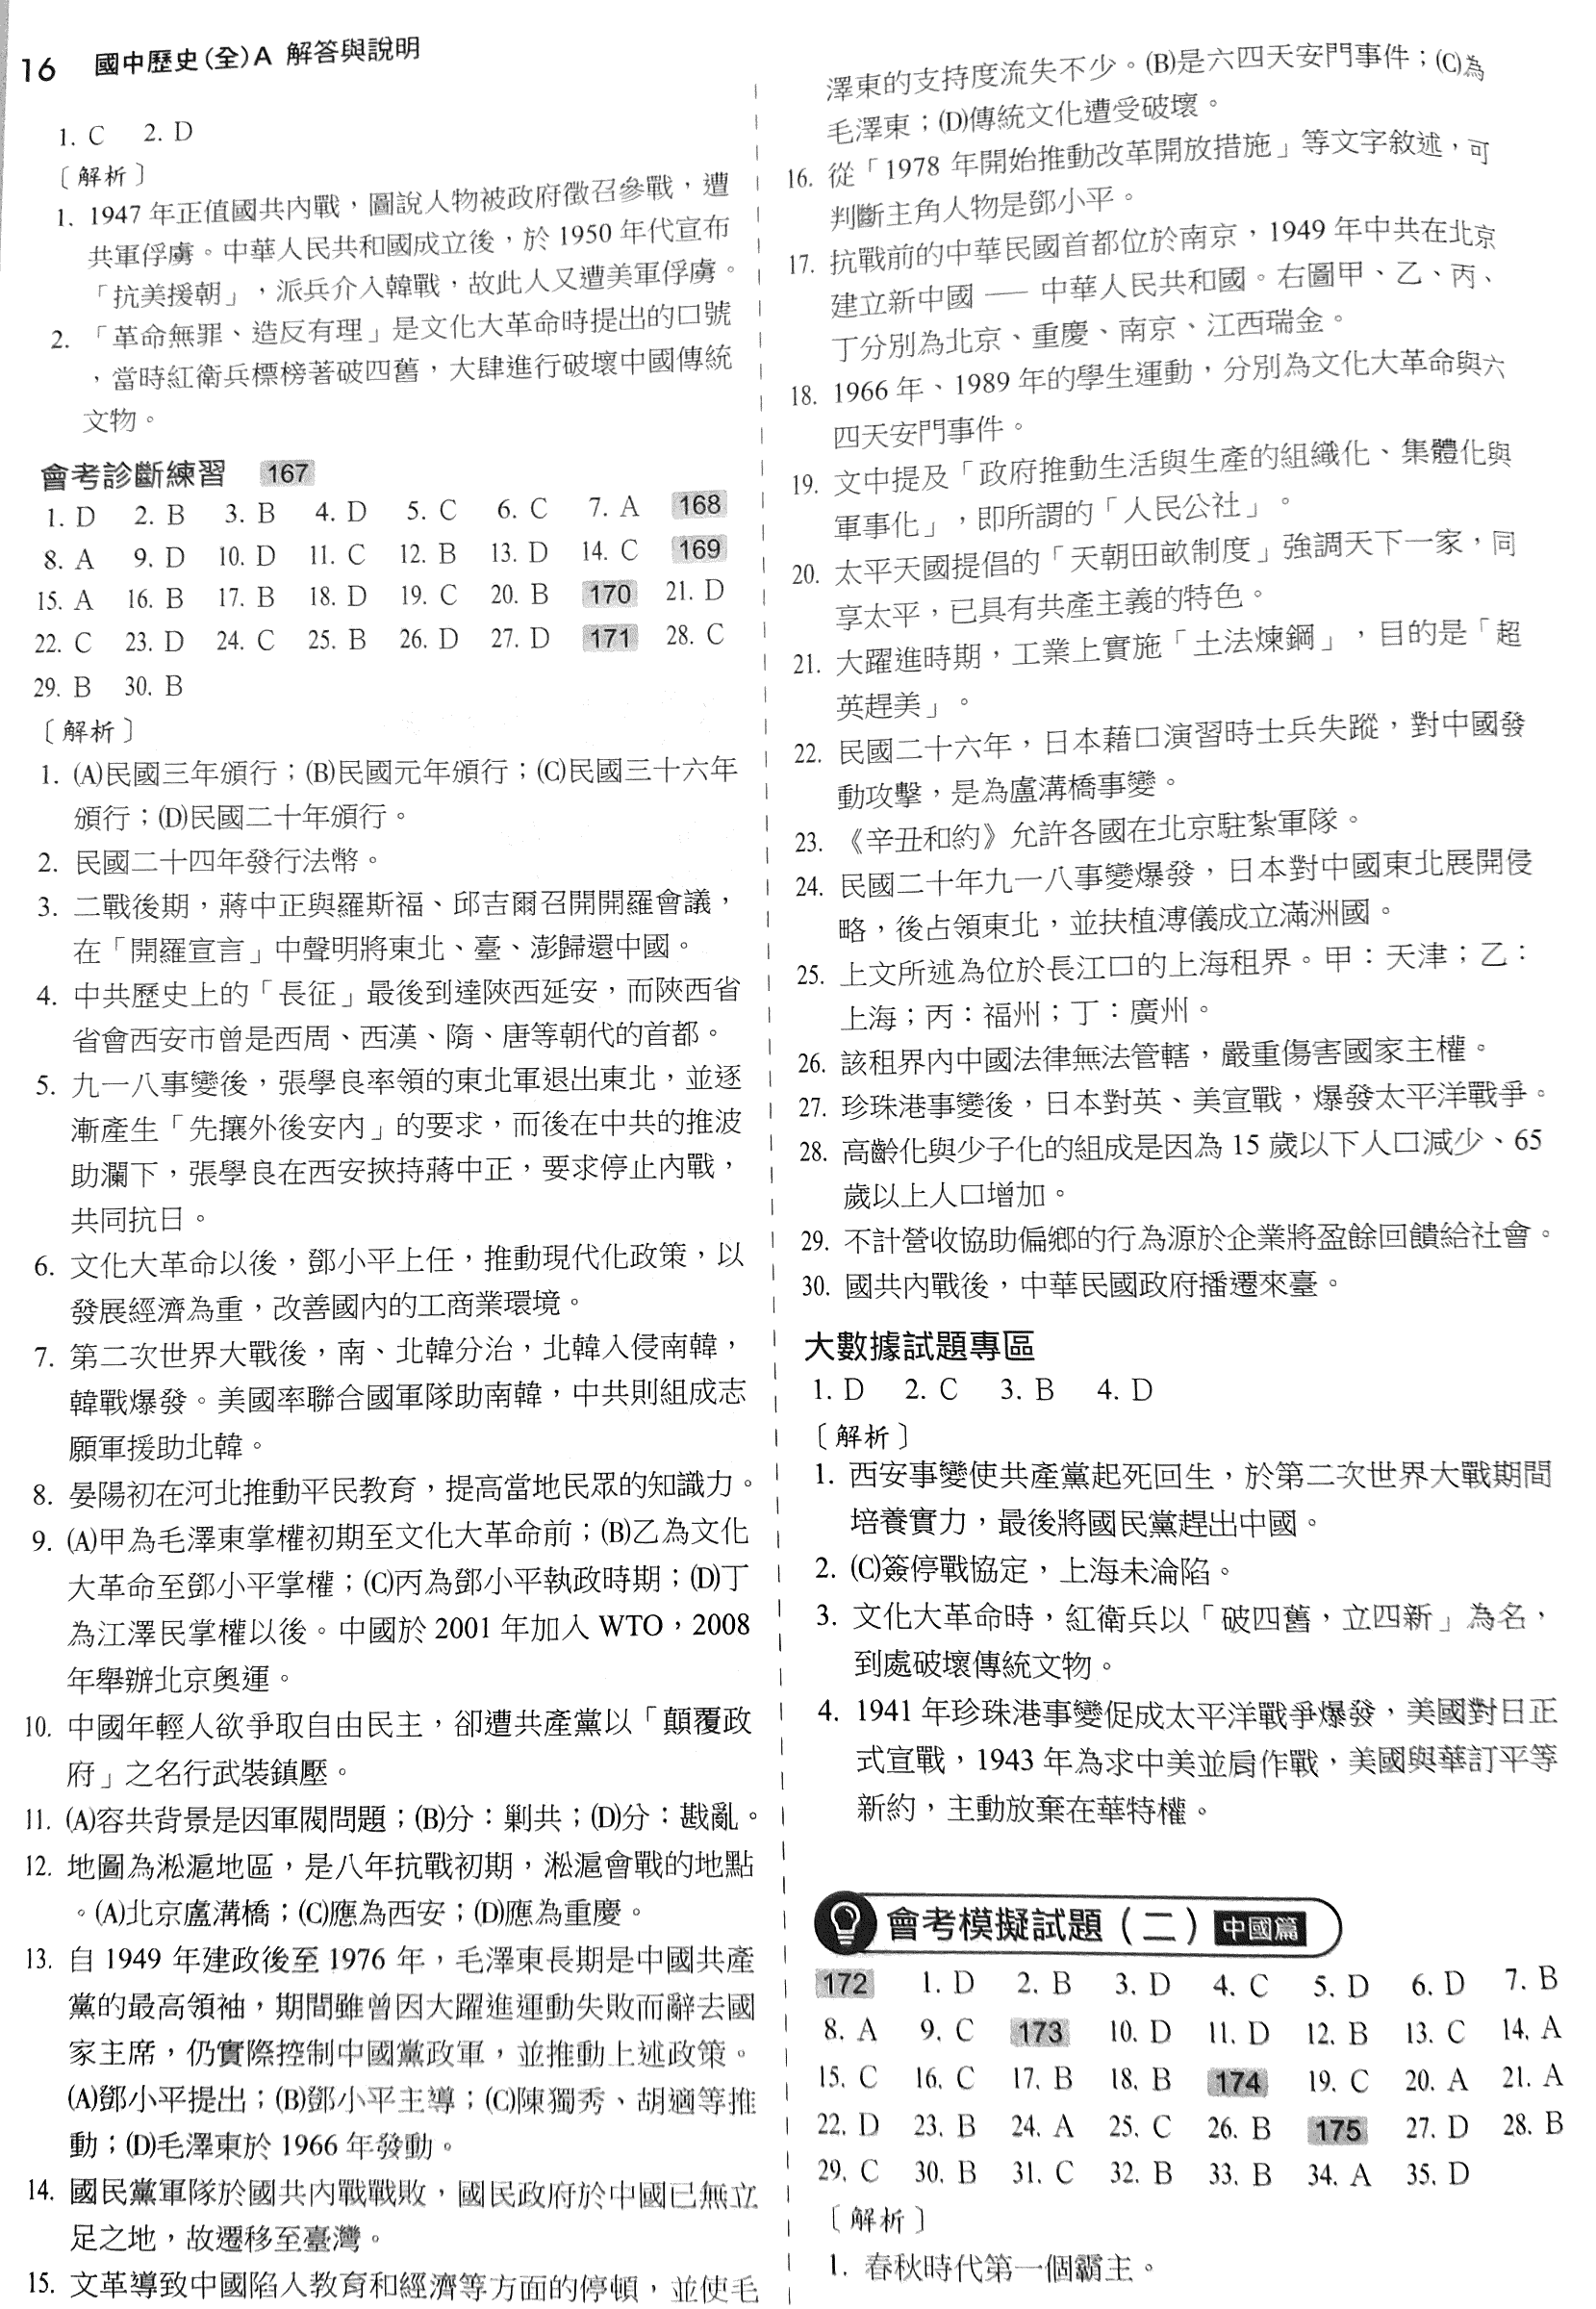 16 國中歷史(全)A 解答與說明
1. C 2. D
〔解析〕
1. 1947 年正值國共內戰，圖說人物被政府徵召參戰，遭
共軍俘虜。中華人民共和國成立後，於 1950 年代宣布
「抗美援朝」，派兵介入韓戰，故此人又遭美軍俘虜。
2. 「革命無罪、造反有理」是文化大革命時提出的口號
，當時紅衛兵標榜著破四舊，大肆進行破壞中國傳統
文物。
會考診斷練習 167
1. D 2. B 3. B 4. D 5. C 6. C 7. A 168
8. A 9. D 10. D 11. C 12. B 13. D 14. C 169
15. A 16. B 17. B 18. D 19. C 20. B 170 21. D
22. C 23. D 24. C 25. B 26. D 27. D 171 28. C
29. B 30. B
〔解析〕
1. (A)民國三年頒行；(B)民國元年頒行；(C)民國三十六年
頒行；(D)民國二十年頒行。
2. 民國二十四年發行法幣。
3. 二戰後期，蔣中正與羅斯福、邱吉爾召開開羅會議，
在「開羅宣言」中聲明將東北、臺、澎歸還中國。
4. 中共歷史上的「長征」最後到達陝西延安，而陝西省
省會西安市曾是西周、西漢、隋、唐等朝代的首都。
5. 九一八事變後，張學良率領的東北軍退出東北，並逐
漸產生「先攘外後安內」的要求，而後在中共的推波
助瀾下，張學良在西安挾持蔣中正，要求停止內戰，
共同抗日。
6. 文化大革命以後，鄧小平上任，推動現代化政策，以
發展經濟為重，改善國內的工商業環境。
7. 第二次世界大戰後，南、北韓分治，北韓入侵南韓，
韓戰爆發。美國率聯合國軍隊助南韓，中共則組成志
願軍援助北韓。
8. 晏陽初在河北推動平民教育，提高當地民眾的知識力。
9. (A)甲為毛澤東掌權初期至文化大革命前；(B)乙為文化
大革命至鄧小平掌權；(C)丙為鄧小平執政時期；(D)丁
為江澤民掌權以後。中國於 2001 年加入 WTO，2008
年舉辦北京奧運。
10. 中國年輕人欲爭取自由民主，卻遭共產黨以「顛覆政
府」之名行武裝鎮壓。
11. (A)容共背景是因軍閥問題；(B)分：剿共；(D)分：戡亂。
12. 地圖為淞滬地區，是八年抗戰初期，淞滬會戰的地點
。(A)北京盧溝橋；(C)應為西安；(D)應為重慶。
13. 自 1949 年建政後至 1976 年，毛澤東長期是中國共產
黨的最高領袖，期間雖曾因大躍進運動失敗而辭去國
家主席，仍實際控制中國黨政軍，並推動上述政策。
(A)鄧小平提出；(B)鄧小平主導；(C)陳獨秀、胡適等推
動；(D)毛澤東於 1966 年發動。
14. 國民黨軍隊於國共內戰戰敗，國民政府於中國已無立
足之地，故遷移至臺灣。
15. 文革導致中國陷入教育和經濟等方面的停頓，並使毛
澤東的支持度流失不少。(B)是六四天安門事件；(C)為
毛澤東；(D)傳統文化遭受破壞。
16. 從「1978 年開始推動改革開放措施」等文字敘述，可
判斷主角人物是鄧小平。
17. 抗戰前的中華民國首都位於南京，1949 年中共在北京
建立新中國 — 中華人民共和國。右圖甲、乙、丙、
丁分別為北京、重慶、南京、江西瑞金。
18. 1966 年、1989 年的學生運動，分別為文化大革命與六
四天安門事件。
19. 文中提及「政府推動生活與生產的組織化、集體化與
軍事化」，即所謂的「人民公社」。
20. 太平天國提倡的「天朝田畝制度」強調天下一家，同
享太平，已具有共產主義的特色。
21. 大躍進時期，工業上實施「土法煉鋼」，目的是「超
英趕美」。
22. 民國二十六年，日本藉口演習時士兵失蹤，對中國發
動攻擊，是為盧溝橋事變。
23. 《辛丑和約》允許各國在北京駐紮軍隊。
24. 民國二十年九一八事變爆發，日本對中國東北展開侵
略，後占領東北，並扶植溥儀成立滿洲國。
25. 上文所述為位於長江口的上海租界。甲：天津；乙：
上海；丙：福州；丁：廣州。
26. 該租界內中國法律無法管轄，嚴重傷害國家主權。
27. 珍珠港事變後，日本對英、美宣戰，爆發太平洋戰爭。
28. 高齡化與少子化的組成是因為 15 歲以下人口減少、65
歲以上人口增加。
29. 不計營收協助偏鄉的行為源於企業將盈餘回饋給社會。
30. 國共內戰後，中華民國政府播遷來臺。
大數據試題專區
1. D 2. C 3. B 4. D
〔解析〕
1. 西安事變使共產黨起死回生，於第二次世界大戰期間
培養實力，最後將國民黨趕出中國。
2. (C)簽停戰協定，上海未淪陷。
3. 文化大革命時，紅衛兵以「破四舊，立四新」為名，
到處破壞傳統文物。
4. 1941 年珍珠港事變促成太平洋戰爭爆發，美國對日正
式宣戰，1943 年為求中美並肩作戰，美國與華訂平等
新約，主動放棄在華特權。
會考模擬試題（二）中國篇
172 1. D 2. B 3. D 4. C 5. D 6. D 7. B
8. A 9. C 173 10. D 11. D 12. B 13. C 14. A
15. C 16. C 17. B 18. B 174 19. C 20. A 21. A
22. D 23. B 24. A 25. C 26. B 175 27. D 28. B
29. C 30. B 31. C 32. B 33. B 34. A 35. D
〔解析〕
1. 春秋時代第一個霸主。